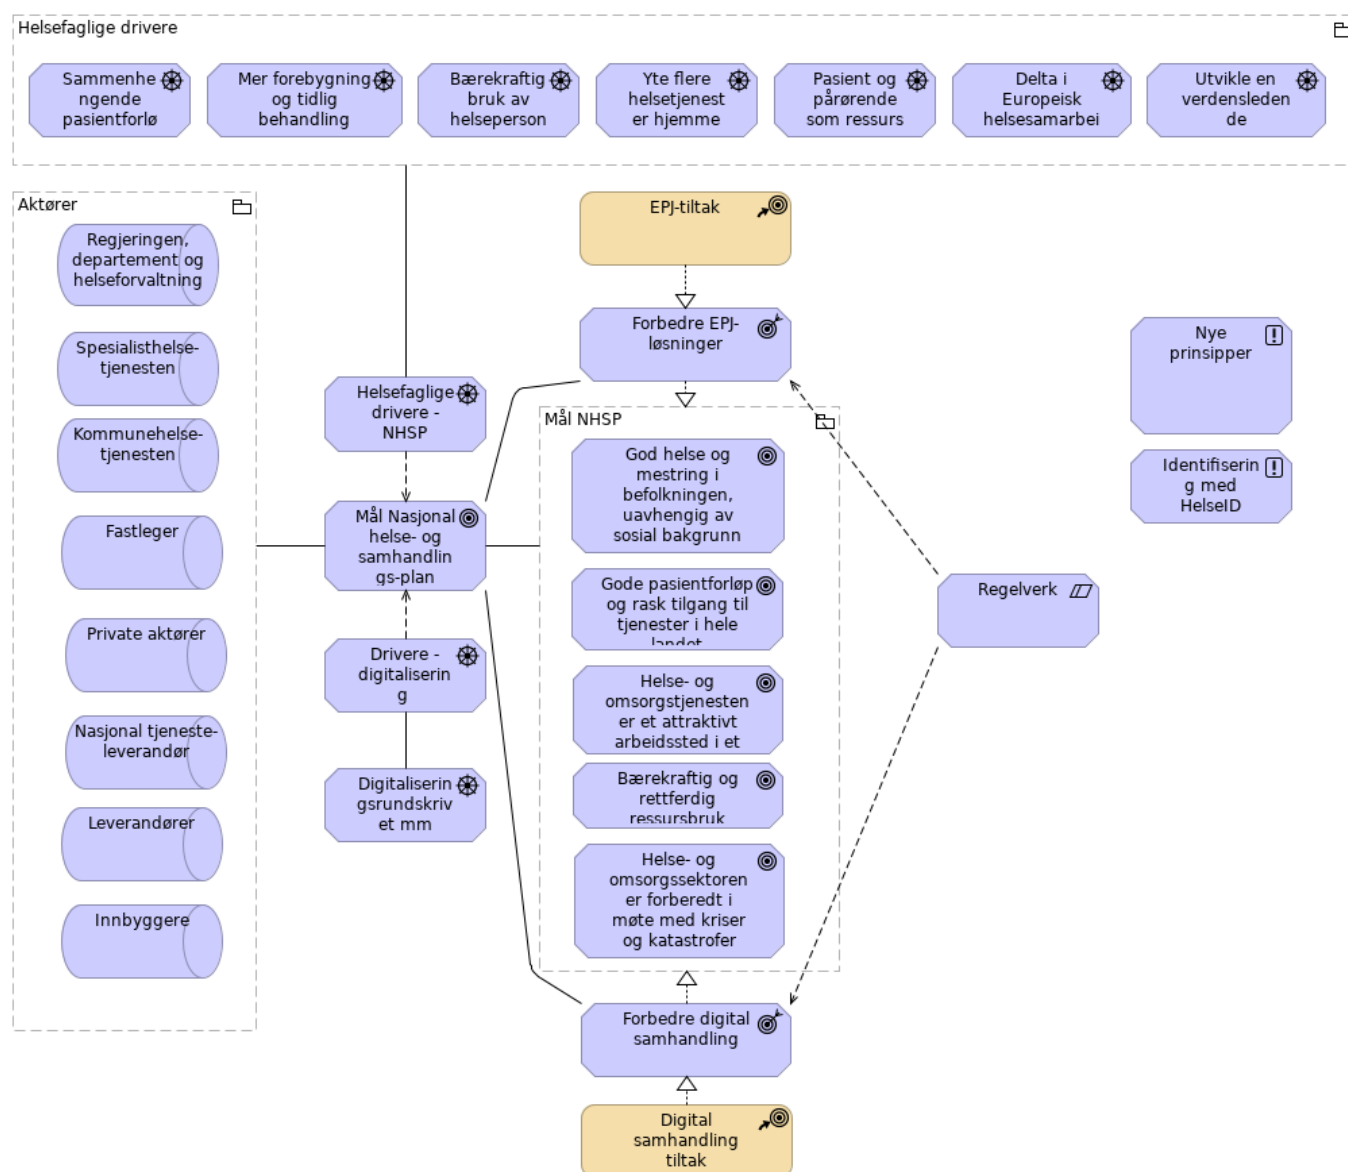 Helsefaglige drivere
Sammenhe
ngende
pasientforlø
Mer forebygning
og tidlig
behandling
Bærekraftig
bruk av
helseperson
Yte flere
helsetjenest
er hjemme
Pasient og
pårørende
som ressurs
Delta i
Europeisk
helsesamarbei
Utvikle en
verdensleden
de
Aktører
Regjeringen,
departement og
helseforvaltning
Spesialisthelse-
tjenesten
Kommunehelse-
tjenesten
Fastleger
Private aktører
Nasjonal tjeneste-
leverandør
Leverandører
Innbyggere
Helsefaglige
drivere -
NHSP
Mål Nasjonal
helse- og
samhandlin
gs-plan
Drivere -
digitaliserin
g
Digitaliserin
gsrundskriv
et mm
EPJ-tiltak
Forbedre EPJ-
løsninger
Mål NHSP
God helse og
mestring i
befolkningen,
uavhengig av
sosial bakgrunn
Gode pasientforløp
og rask tilgang til
tjenester i hele
landet
Helse- og
omsorgstjenesten
er et attraktivt
arbeidssted i et
Bærekraftig og
rettferdig
ressursbruk
Helse- og
omsorgssektoren
er forberedt i
møte med kriser
og katastrofer
Forbedre digital
samhandling
Digital
samhandling
tiltak
Regelverk
Nye
prinsipper
Identifiserin
g med
HelseID